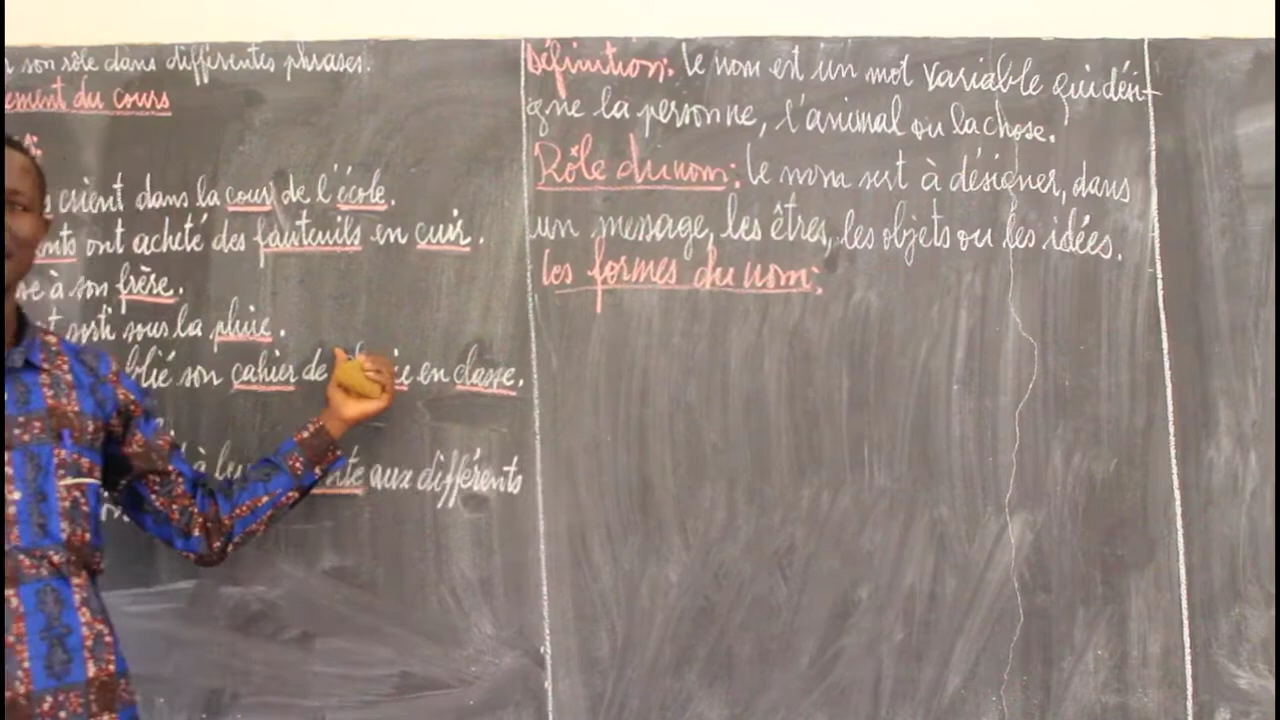 son rôle dans différentes phrases.
ement du cours
crient dans la cour de l'école.
ont acheté des fauteuils en cuir.
à son frère.
sorti sous la pluie.
blié son cahier de en classe.
à aux différents
Définition: le nom est un mot variable qui dési-
gne la personne, l'animal ou la chose.
Rôle du nom: le nom sert à désigner, dans
un message, les êtres, les objets ou les idées.
les formes du nom: